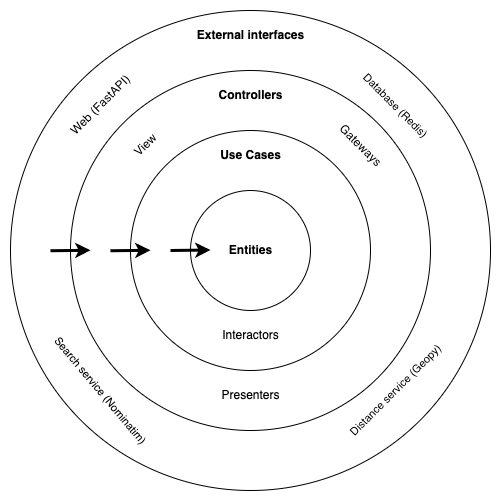 External interfaces
Web (FastAPI)
Database (Redis)
Controllers
View
Gateways
Use Cases
Entities
Interactors
Presenters
Search service (Nominatim)
Distance service (Geopy)